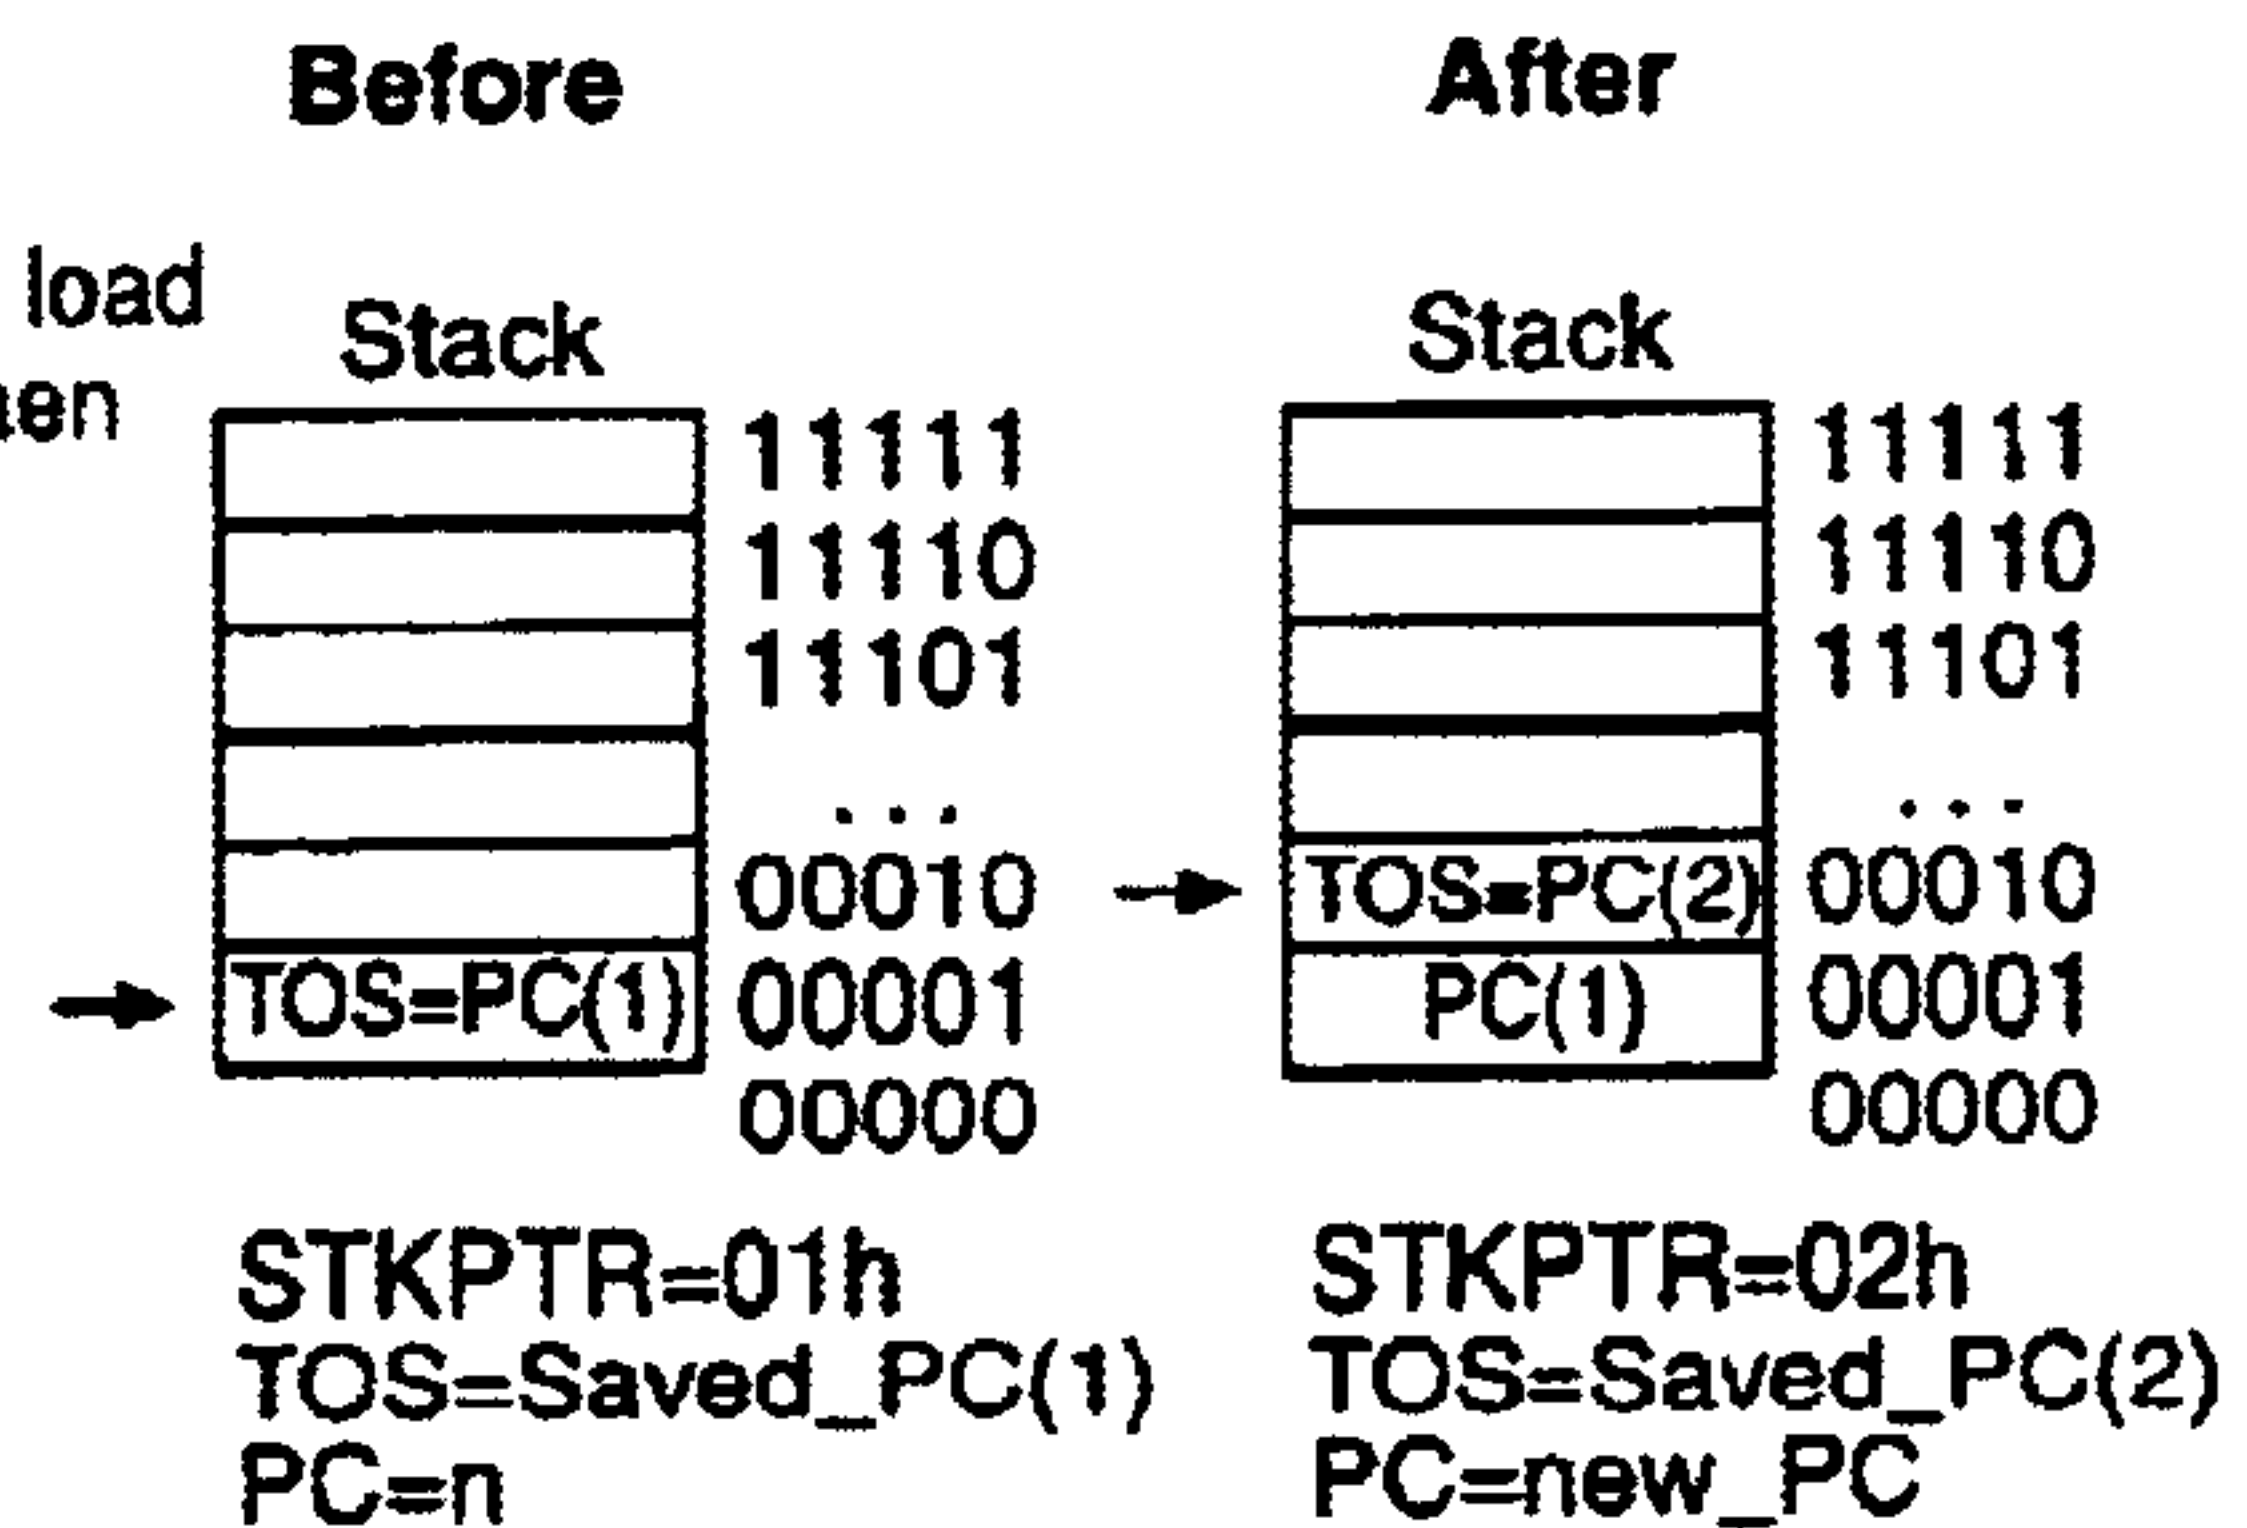 Before
After
load
Stack
11111
11110
11101
...
00010
TOS=PC(1)
00001
00000
STKPTR=01h
TOS=Saved_PC(1)
PC=n
Stack
11111
11110
11101
...
TOS=PC(2)
00010
PC(1)
00001
00000
STKPTR=02h
TOS=Saved_PC(2)
PC=new_PC